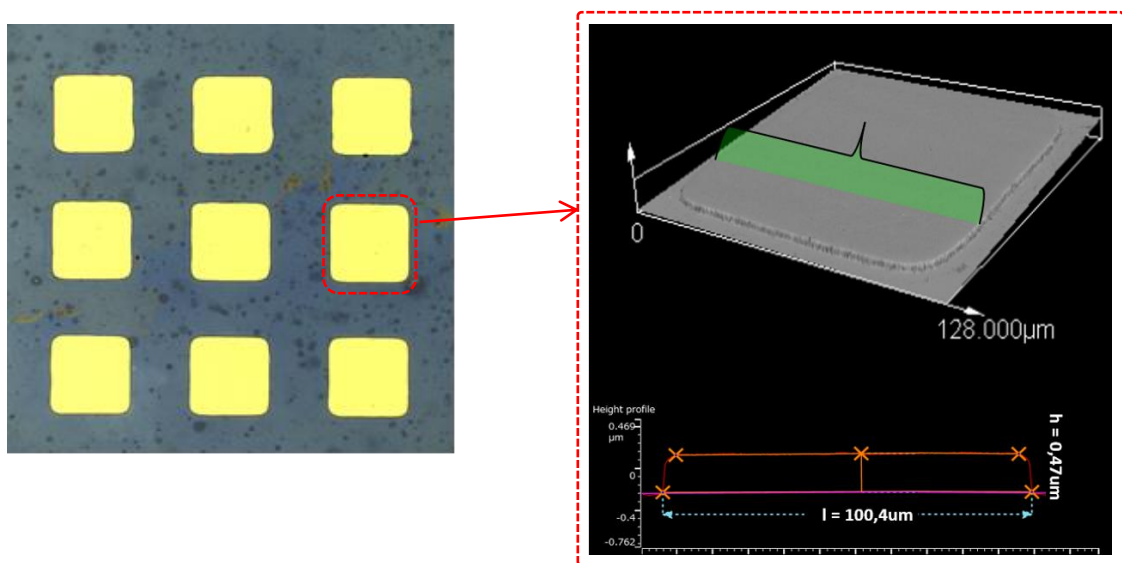 0
128.000µm
Height profile
0.469
µm
0
-0.4
-0.762
h = 0,47um
l = 100,4um